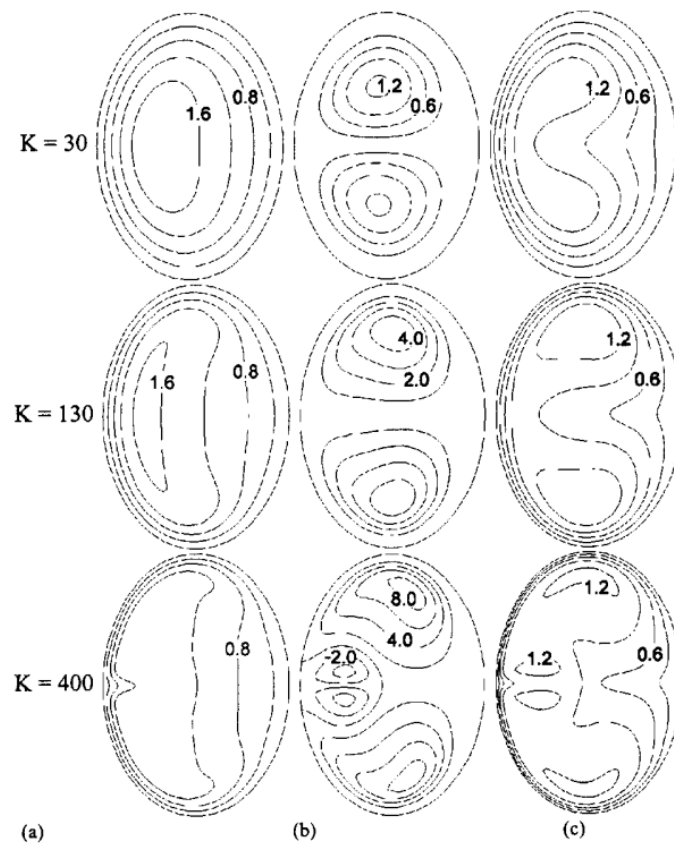 1.6 0.8 1.2 0.6 1.2 0.6
K = 30
1.6 0.8 4.0 2.0 1.2 0.6
K = 130
0.8 8.0 4.0 -2.0 1.2 1.2 0.6
K = 400
(a) (b) (c)